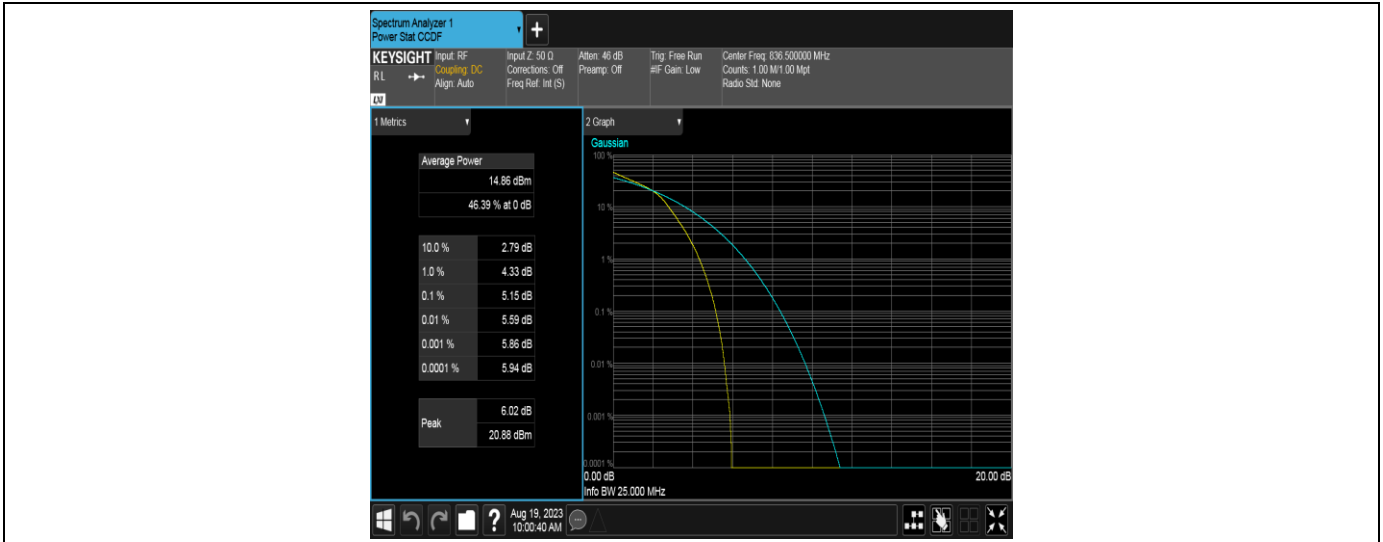 Spectrum Analyzer 1
Power Stat CCDF
+
KEYSIGHT
RL
LXI
Input: RF
Coupling: DC
Align: Auto
Input Z: 50 Ω
Corrections: Off
Freq Ref: Int (S)
Atten: 46 dB
Preamp: Off
Trig: Free Run
#IF Gain: Low
Center Freq: 836.500000 MHz
Counts: 1.00 M/1.00 Mpt
Radio Std: None
1 Metrics
Average Power
14.86 dBm
46.39 % at 0 dB
10.0 % 2.79 dB
1.0 % 4.33 dB
0.1 % 5.15 dB
0.01 % 5.59 dB
0.001 % 5.86 dB
0.0001 % 5.94 dB
Peak
6.02 dB
20.88 dBm
2 Graph
Gaussian
100 %
10 %
1 %
0.1 %
0.01 %
0.001 %
0.0001 %
0.00 dB 20.00 dB
Info BW 25.000 MHz
?
Aug 19, 2023
10:00:40 AM